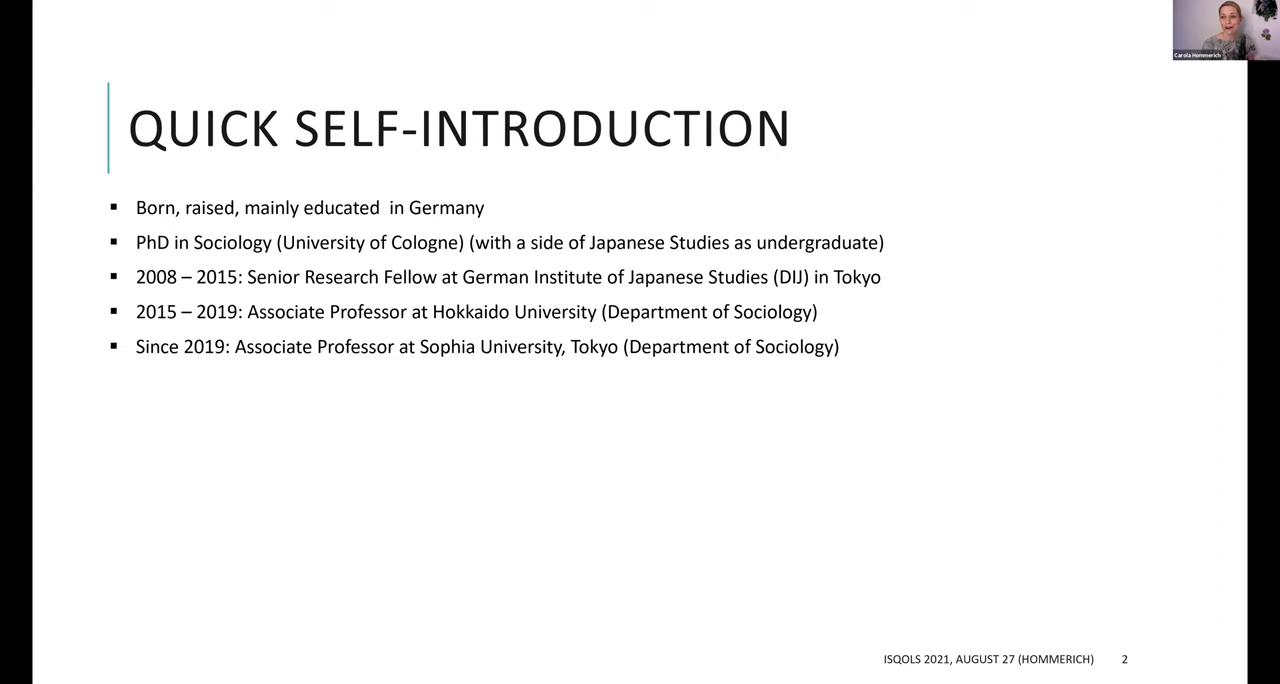 Carola Hommerich
QUICK SELF-INTRODUCTION
▪ Born, raised, mainly educated  in Germany
▪ PhD in Sociology (University of Cologne) (with a side of Japanese Studies as undergraduate)
▪ 2008 – 2015: Senior Research Fellow at German Institute of Japanese Studies (DIJ) in Tokyo
▪ 2015 – 2019: Associate Professor at Hokkaido University (Department of Sociology)
▪ Since 2019: Associate Professor at Sophia University, Tokyo (Department of Sociology)
ISQOLS 2021, AUGUST 27 (HOMMERICH) 2